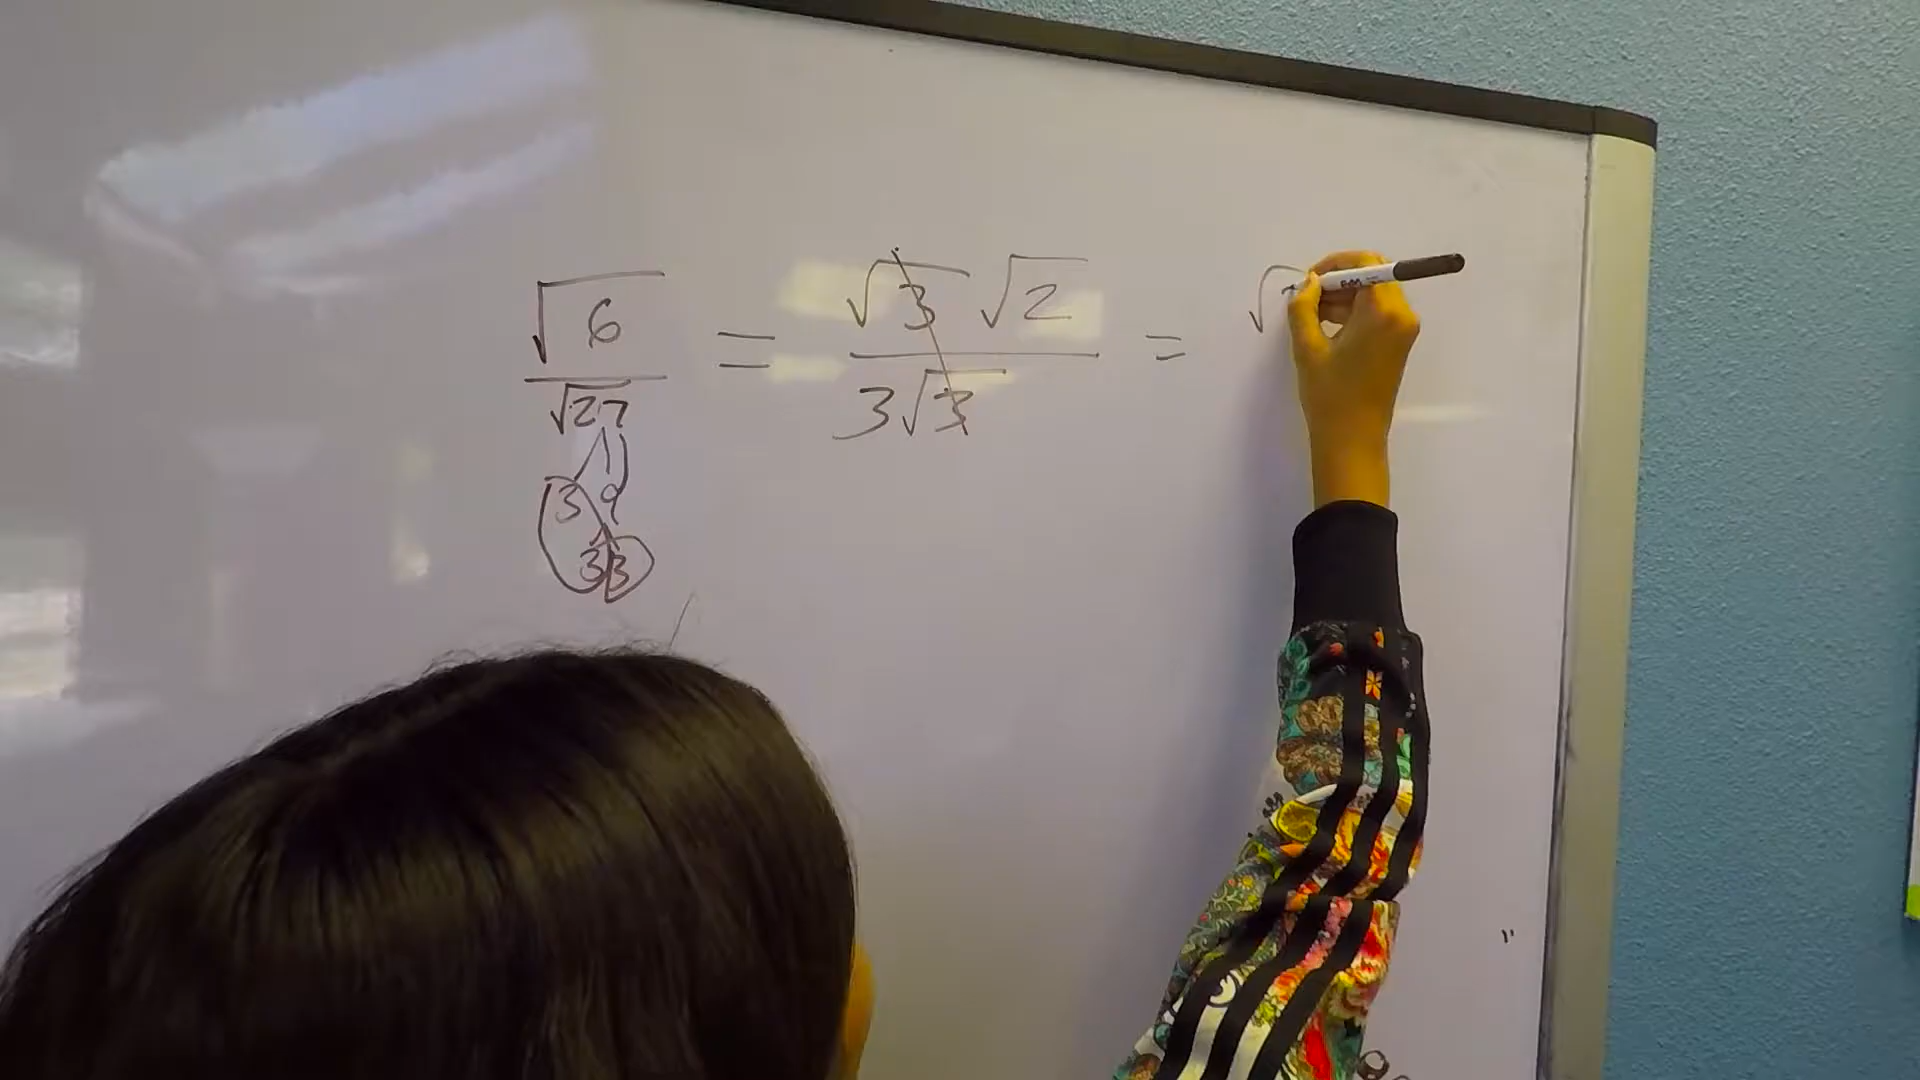 √6 / √27 = √3 √2 / 3√3 = √
3 9
3 3